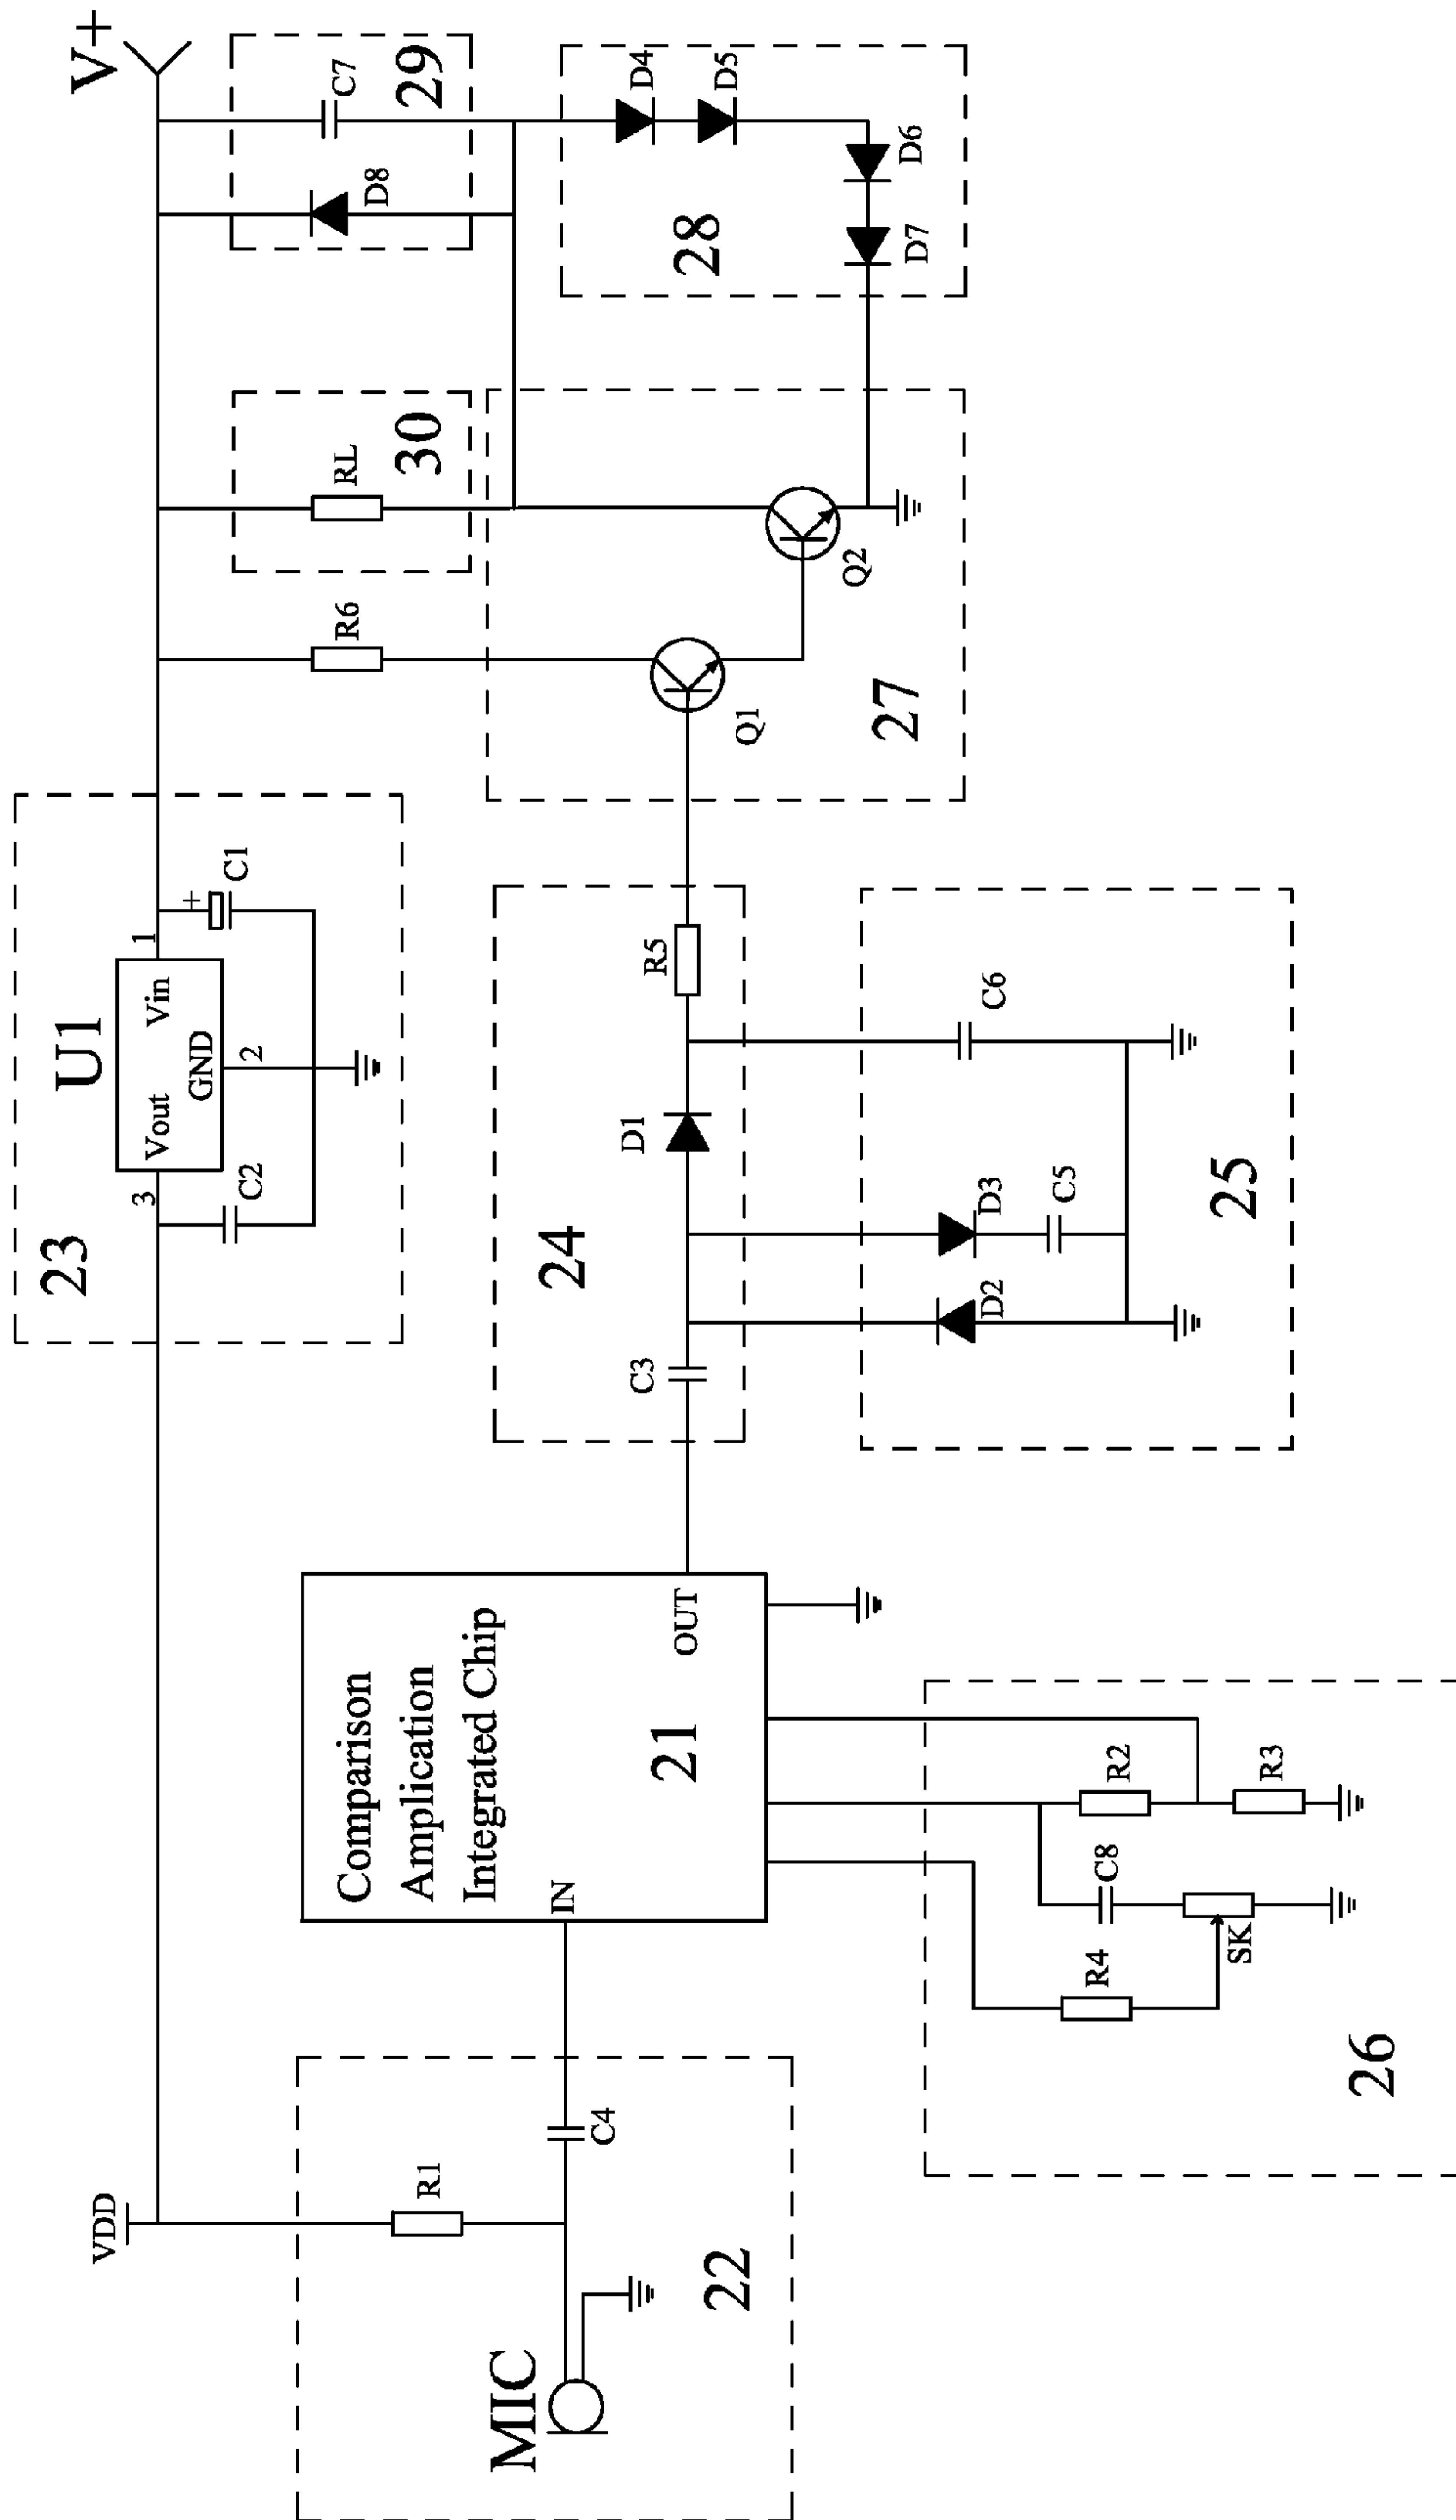 VDD
23
U1
3
Vout
Vin
1
GND
2
C2
C1
+
V+
R6
RL
30
D8
C7
29
MIC
R1
C4
22
Comparison
Amplication
Integrated Chip
21
IN
OUT
24
C3
D1
R5
Q1
Q2
27
28
D4
D5
D6
D7
D2
D3
C5
C6
25
R4
C8
SK
R2
R3
26